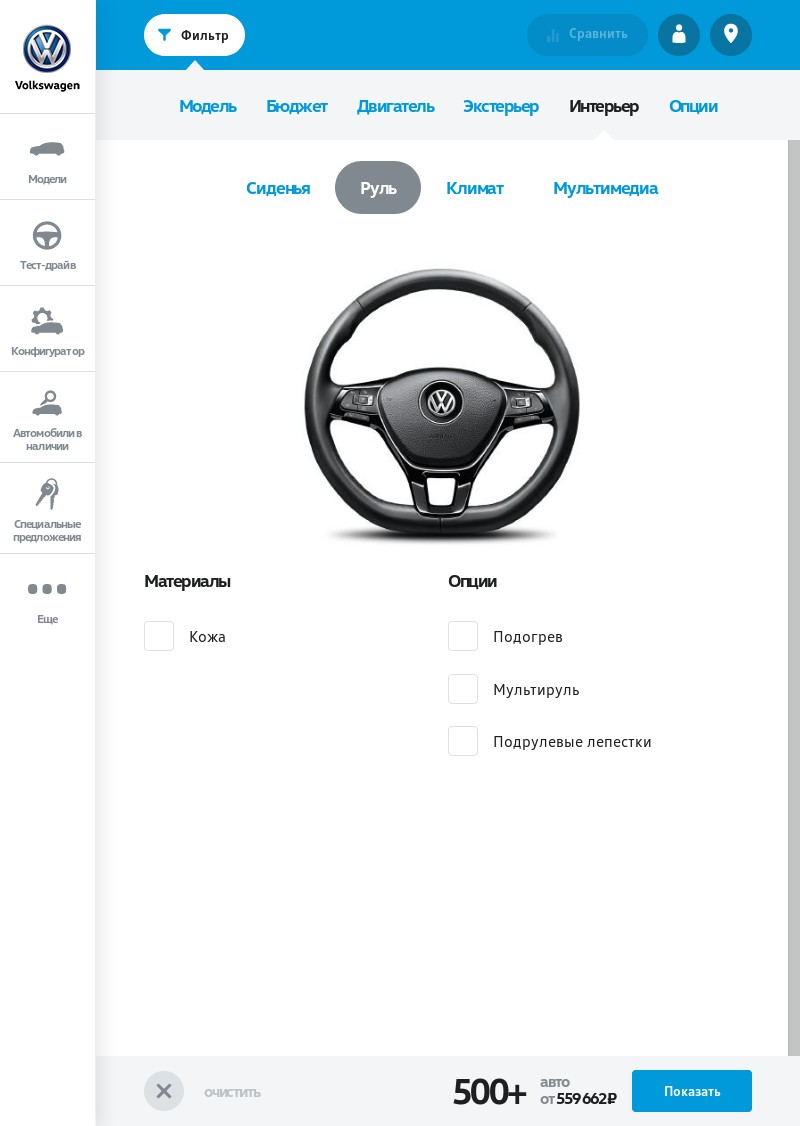 Volkswagen
Модели
Тест-драйв
Конфигуратор
Автомобили в
наличии
Специальные
предложения
Еще
Фильтр
Сравнить
Модель Бюджет Двигатель Экстерьер Интерьер Опции
Сиденья Руль Климат Мультимедиа
Материалы
Кожа
Опции
Подогрев
Мультируль
Подрулевые лепестки
очистить
500+
авто
от 559 662 ₽
Показать